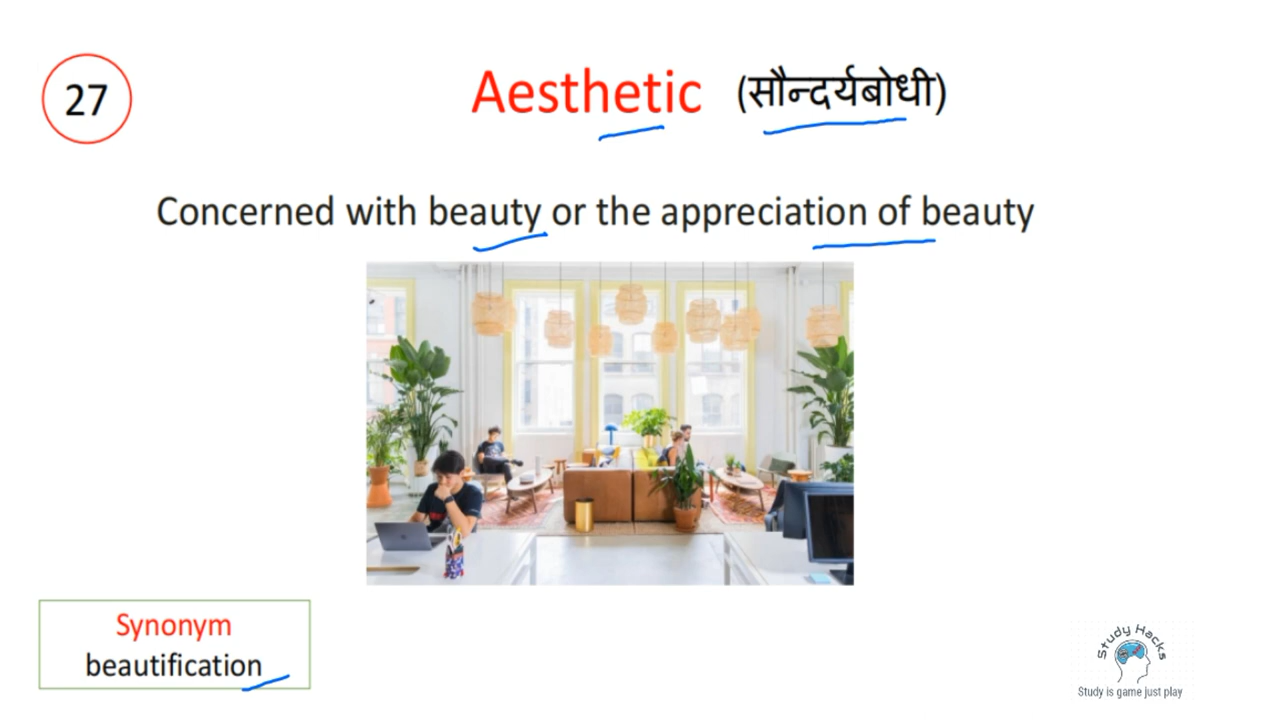 27
Aesthetic (सौन्दर्यबोधी)
Concerned with beauty or the appreciation of beauty
Synonym
beautification
Study Hacks
Study is game just play